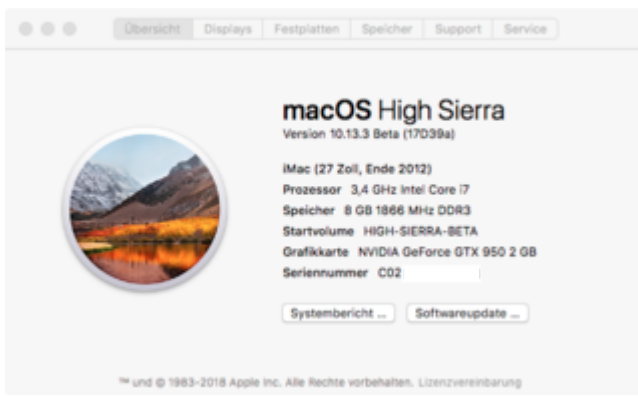 Übersicht Displays Festplatten Speicher Support Service
macOS High Sierra
Version 10.13.3 Beta (17D39a)
iMac (27 Zoll, Ende 2012)
Prozessor 3,4 GHz Intel Core i7
Speicher 8 GB 1866 MHz DDR3
Startvolume HIGH-SIERRA-BETA
Grafikkarte NVIDIA GeForce GTX 950 2 GB
Seriennummer C02
Systembericht ... Softwareupdate ...
™ und © 1983-2018 Apple Inc. Alle Rechte vorbehalten. Lizenzvereinbarung